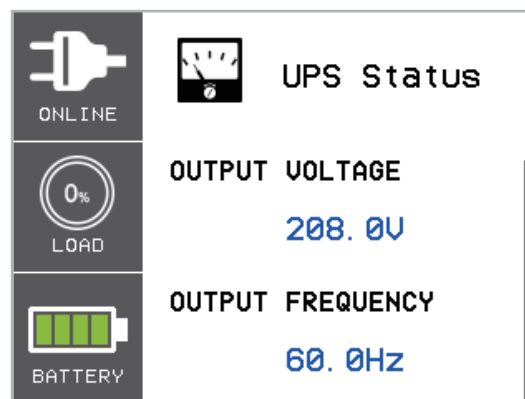 UPS Status
ONLINE
OUTPUT VOLTAGE
0%
208.0V
LOAD
OUTPUT FREQUENCY
60.0Hz
BATTERY